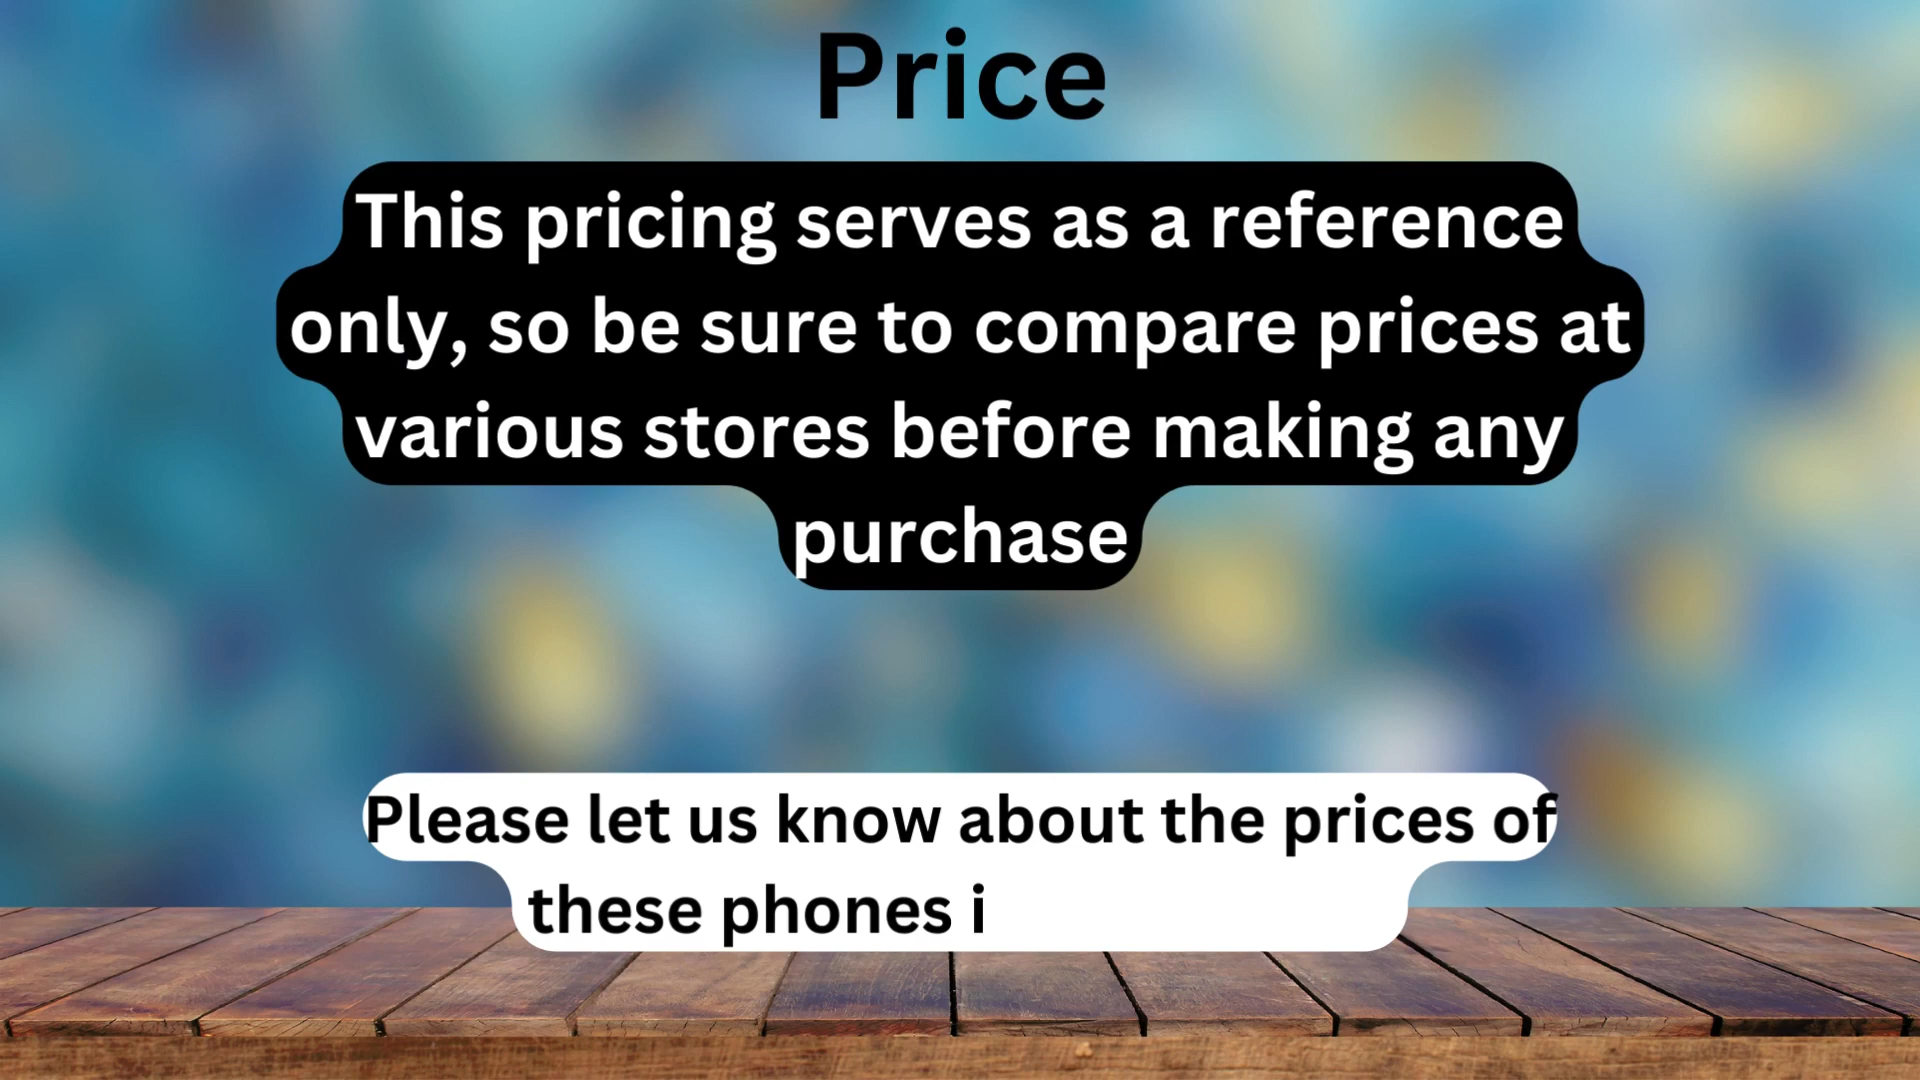 Price
This pricing serves as a reference
only, so be sure to compare prices at
various stores before making any
purchase
Please let us know about the prices of
these phones i